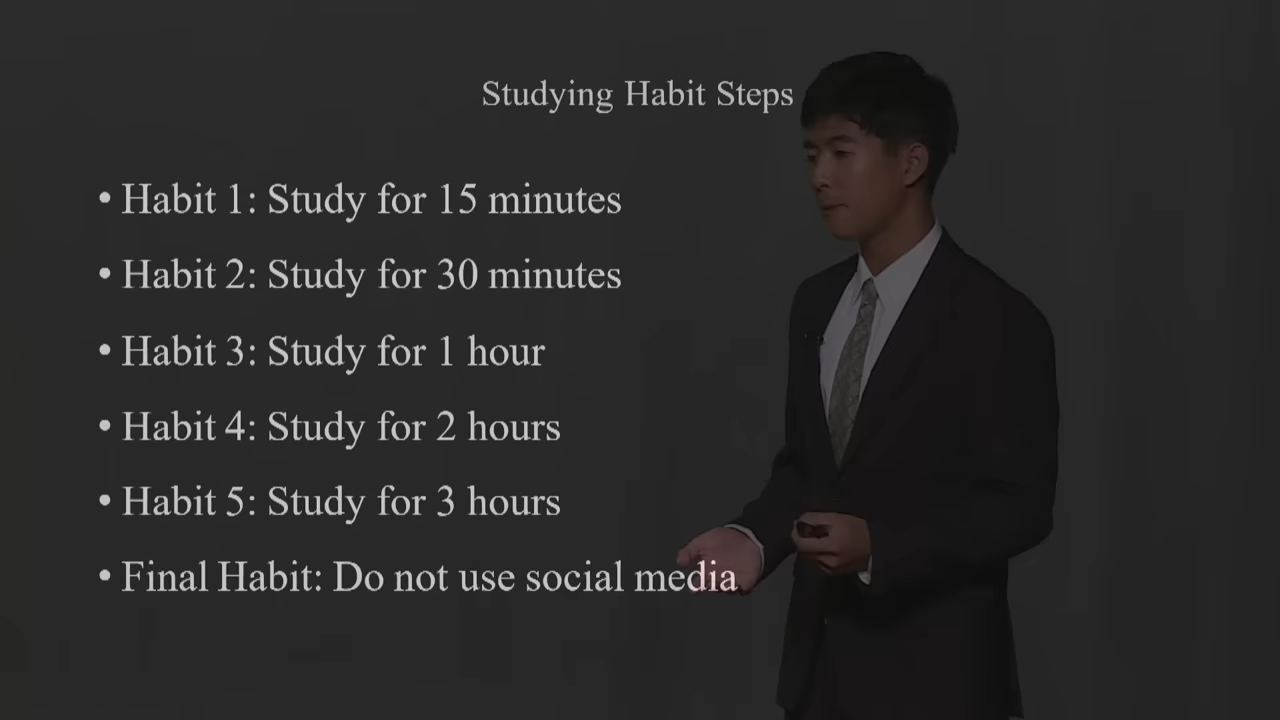 Studying Habit Steps
• Habit 1: Study for 15 minutes
• Habit 2: Study for 30 minutes
• Habit 3: Study for 1 hour
• Habit 4: Study for 2 hours
• Habit 5: Study for 3 hours
• Final Habit: Do not use social media